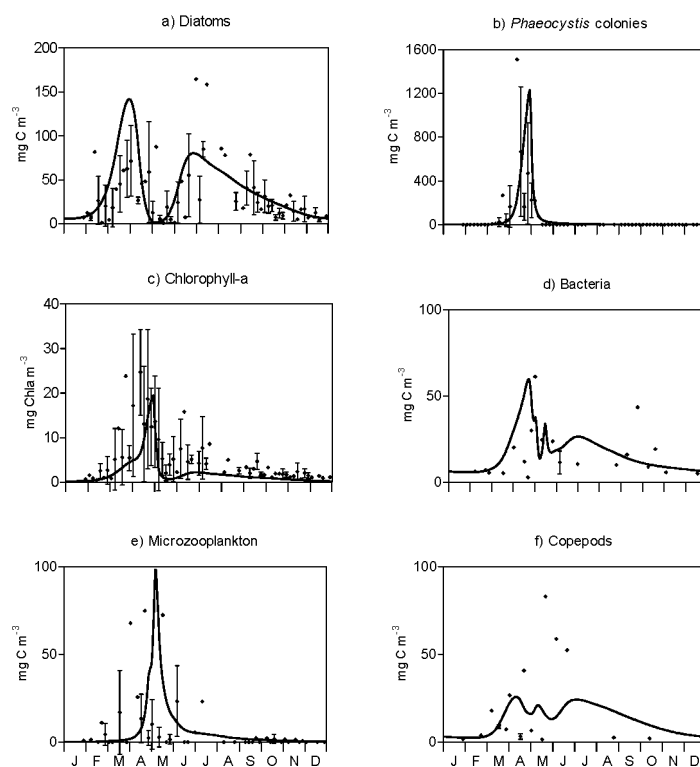 a) Diatoms
200
150
100
50
0
mg C m⁻³
b) Phaeocystis colonies
1600
1200
800
400
0
mg C m⁻³
c) Chlorophyll-a
40
30
20
10
0
mg Chla m⁻³
d) Bacteria
100
50
0
mg C m⁻³
e) Microzooplankton
100
50
0
mg C m⁻³
J F M A M J J A S O N D
f) Copepods
100
50
0
mg C m⁻³
J F M A M J J A S O N D